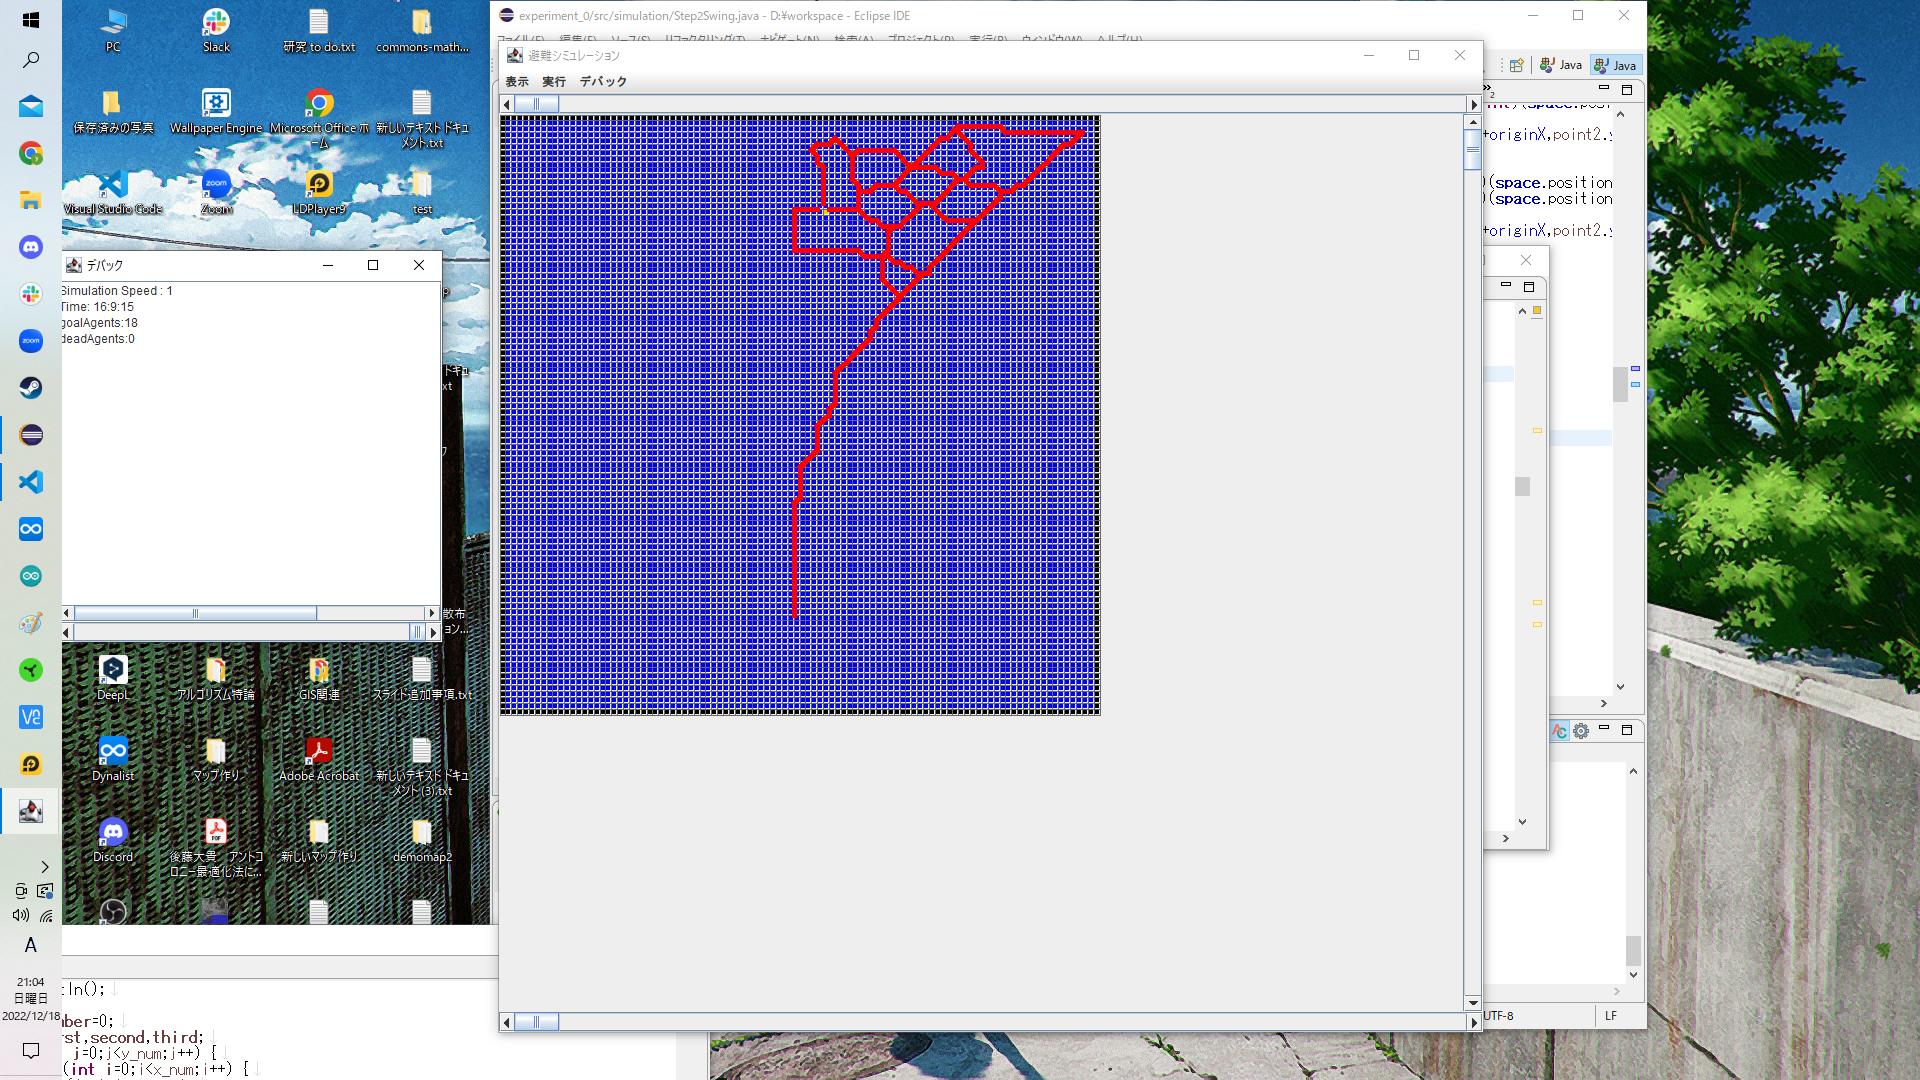 PC
Slack
研究 to do.txt
commons-math...
保存済みの写真
Wallpaper Engine
Microsoft Office ホーム
新しいテキスト ドキュメント.txt
Visual Studio Code
Zoom
LDPlayer9
test
デバック
Simulation Speed : 1
Time: 16:9:15
goalAgents:18
deadAgents:0
DeepL
アルゴリズム特論
GIS関連
スライド追加事項.txt
Dynalist
マップ作り
Adobe Acrobat
新しいテキスト ドキュメント (3).txt
Discord
後藤大貴 アントコロニー最適化法に...
新しいマップ作り
demomap2
A
21:04
日曜日
2022/12/18
tln();
ber=0;
rst,second,third;
j=0;j<y_num;j++) {
(int i=0;i<x_num;i++) {
experiment_0/src/simulation/Step2Swing.java - D:¥workspace - Eclipse IDE
避難シミュレーション
表示 実行 デバック
Java
Java
+originX,point2.y
)(space.position
)(space.position
+originX,point2.y
UTF-8
LF